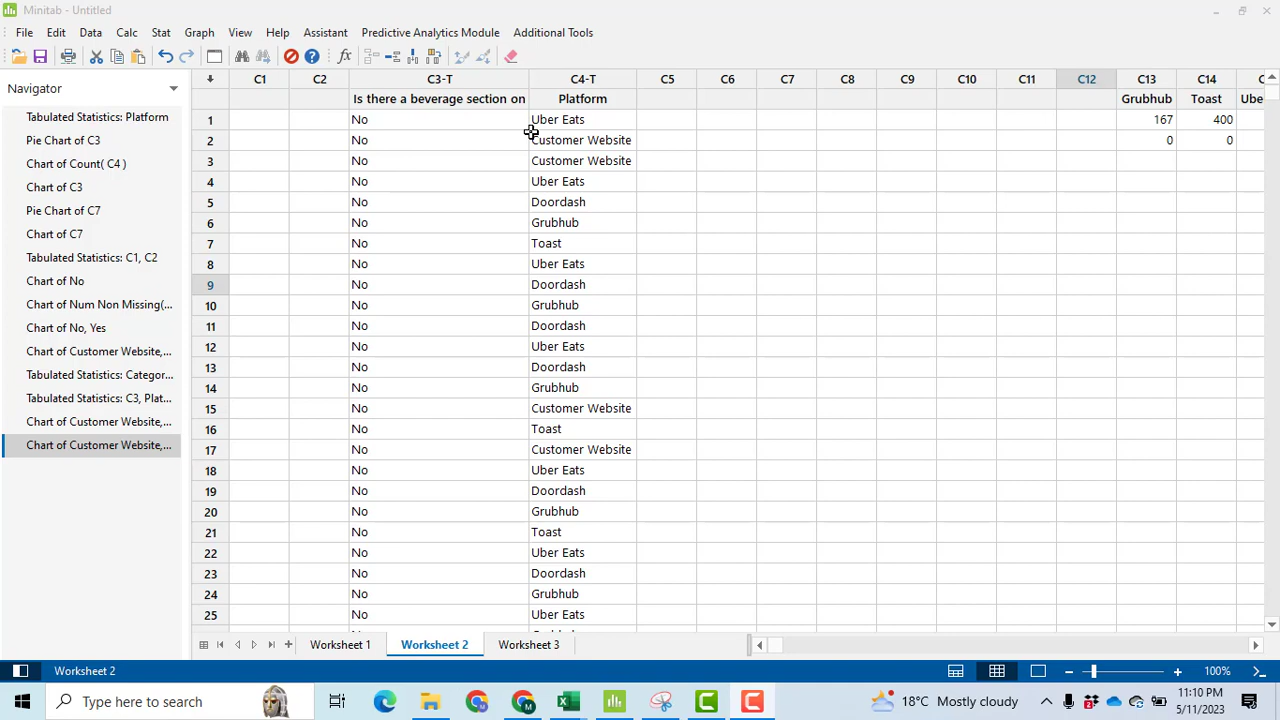 Minitab - Untitled
File Edit Data Calc Stat Graph View Help Assistant Predictive Analytics Module Additional Tools
Navigator
Tabulated Statistics: Platform
Pie Chart of C3
Chart of Count( C4 )
Chart of C3
Pie Chart of C7
Chart of C7
Tabulated Statistics: C1, C2
Chart of No
Chart of Num Non Missing(...
Chart of No, Yes
Chart of Customer Website,...
Tabulated Statistics: Categor...
Tabulated Statistics: C3, Plat...
Chart of Customer Website,...
Chart of Customer Website,...
C1 C2 C3-T C4-T C5 C6 C7 C8 C9 C10 C11 C12 C13 C14 C
Is there a beverage section on Platform Grubhub Toast Ube
1 No Uber Eats 167 400
2 No Customer Website 0 0
3 No Customer Website
4 No Uber Eats
5 No Doordash
6 No Grubhub
7 No Toast
8 No Uber Eats
9 No Doordash
10 No Grubhub
11 No Doordash
12 No Uber Eats
13 No Doordash
14 No Grubhub
15 No Customer Website
16 No Toast
17 No Customer Website
18 No Uber Eats
19 No Doordash
20 No Grubhub
21 No Toast
22 No Uber Eats
23 No Doordash
24 No Grubhub
25 No Uber Eats
Worksheet 1 Worksheet 2 Worksheet 3
Worksheet 2 100%
Type here to search 18°C Mostly cloudy 11:10 PM
5/11/2023